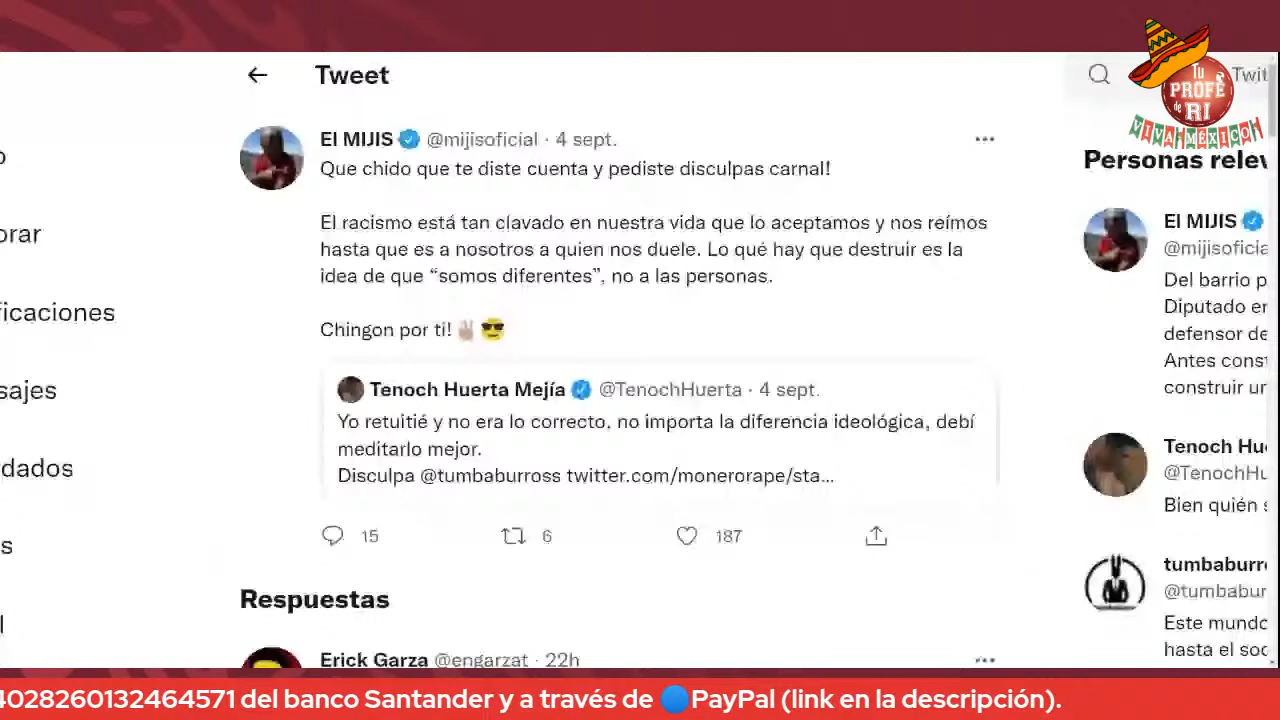 Tweet
Twit
Tu
PROFE
de
RI
VIVA MÉXICO!
El MIJIS @mijisoficial · 4 sept.
Que chido que te diste cuenta y pediste disculpas carnal!
El racismo está tan clavado en nuestra vida que lo aceptamos y nos reímos
hasta que es a nosotros a quien nos duele. Lo qué hay que destruir es la
idea de que “somos diferentes”, no a las personas.
Chingon por ti!✌🏼😎
Tenoch Huerta Mejía @TenochHuerta · 4 sept.
Yo retuitié y no era lo correcto, no importa la diferencia ideológica, debí
meditarlo mejor.
Disculpa @tumbaburross twitter.com/monerorape/sta...
15 6 187
Respuestas
Erick Garza @engarzat · 22h
o
orar
ficaciones
sajes
rdados
s
l
Personas relev
El MIJIS
@mijisoficia
Del barrio p
Diputado en
defensor de
Antes const
construir un
Tenoch Hue
@TenochHu
Bien quién s
tumbaburro
@tumbabur
Este mundo
hasta el soc
4028260132464571 del banco Santander y a través de 🔵PayPal (link en la descripción).